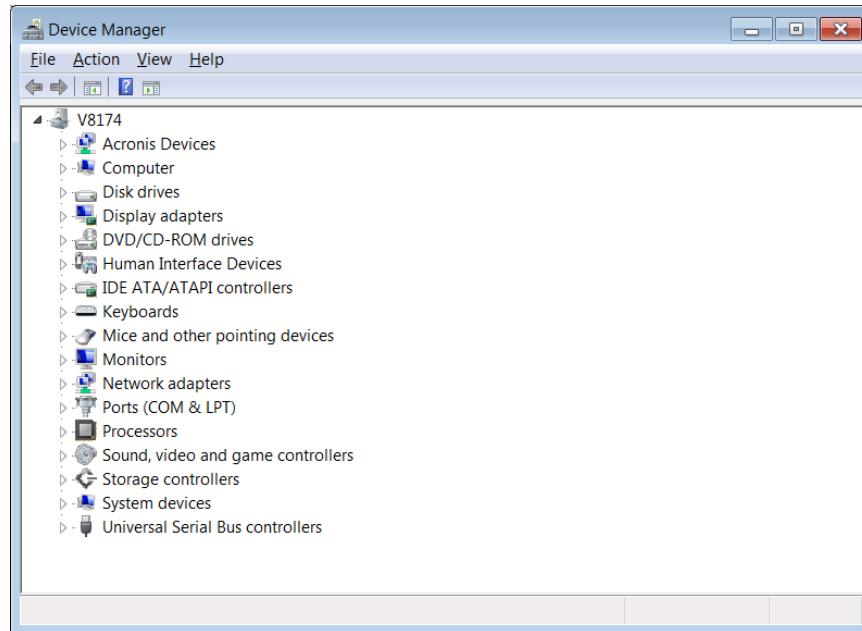 Device Manager
File Action View Help
V8174
Acronis Devices
Computer
Disk drives
Display adapters
DVD/CD-ROM drives
Human Interface Devices
IDE ATA/ATAPI controllers
Keyboards
Mice and other pointing devices
Monitors
Network adapters
Ports (COM & LPT)
Processors
Sound, video and game controllers
Storage controllers
System devices
Universal Serial Bus controllers